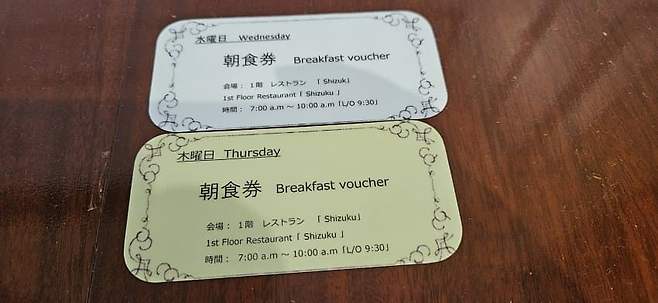 水曜日 Wednesday
朝食券 Breakfast voucher
会場： 1階 レストラン 「 Shizuk」
1st Floor Restaurant「 Shizuku 」
時間： 7:00 a.m ～ 10:00 a.m「L/O 9:30」
木曜日 Thursday
朝食券 Breakfast voucher
会場： 1階 レストラン 「 Shizuku」
1st Floor Restaurant「 Shizuku 」
時間： 7:00 a.m ～ 10:00 a.m「L/O 9:30」